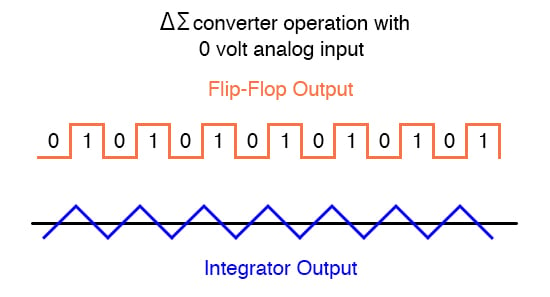 ΔΣ converter operation with
0 volt analog input
Flip-Flop Output
0 1 0 1 0 1 0 1 0 1 0 1 0 1
Integrator Output